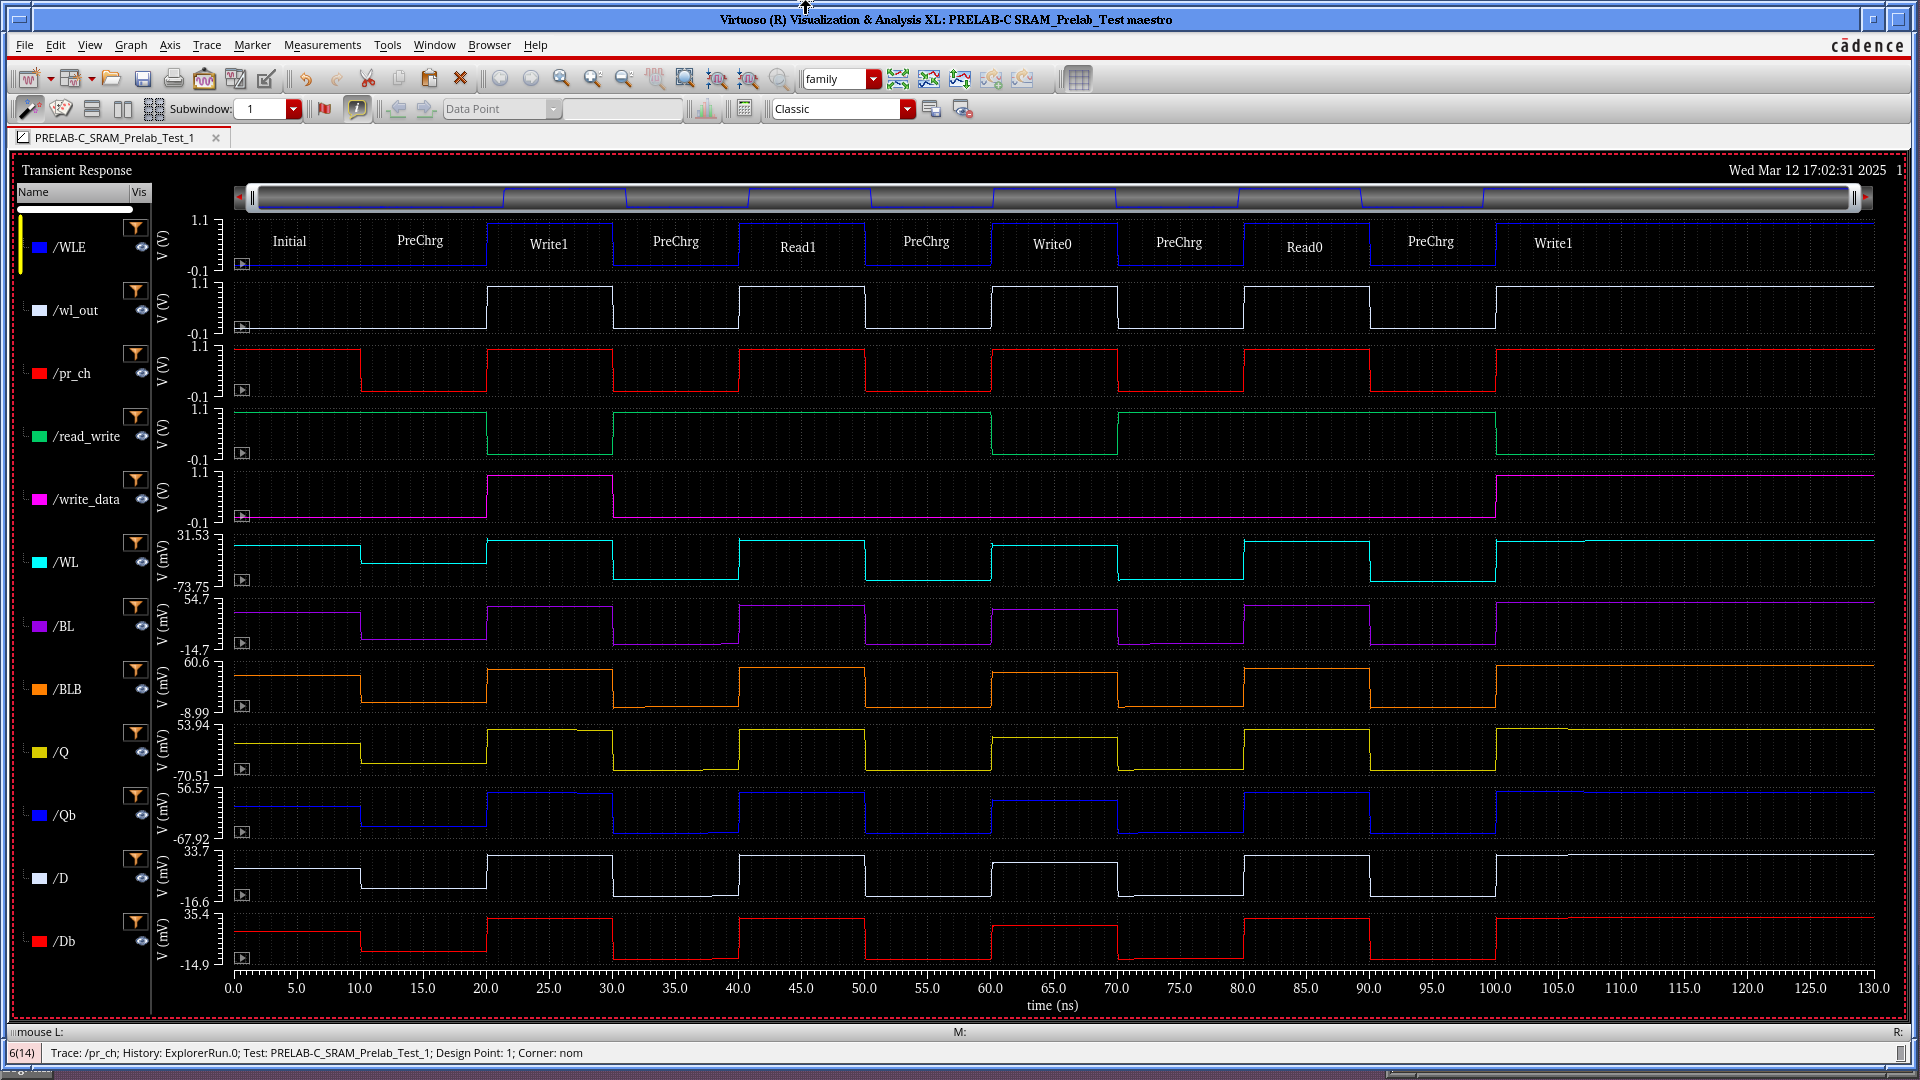 Virtuoso (R) Visualization & Analysis XL: PRELAB-C SRAM_Prelab_Test maestro
File Edit View Graph Axis Trace Marker Measurements Tools Window Browser Help
cādence
family
Subwindow: 1
Data Point
Classic
PRELAB-C_SRAM_Prelab_Test_1
Transient Response
Wed Mar 12 17:02:31 2025 1
Name Vis
/WLE
V (V)
1.1
-0.1
Initial PreChrg Write1 PreChrg Read1 PreChrg Write0 PreChrg Read0 PreChrg Write1
/wl_out
V (V)
1.1
-0.1
/pr_ch
V (V)
1.1
-0.1
/read_write
V (V)
1.1
-0.1
/write_data
V (V)
1.1
-0.1
/WL
V (mV)
31.53
-73.75
/BL
V (mV)
54.7
-14.7
/BLB
V (mV)
60.6
-8.99
/Q
V (mV)
53.94
-70.51
/Qb
V (mV)
56.57
-67.92
/D
V (mV)
33.7
-16.6
/Db
V (mV)
35.4
-14.9
0.0 5.0 10.0 15.0 20.0 25.0 30.0 35.0 40.0 45.0 50.0 55.0 60.0 65.0 70.0 75.0 80.0 85.0 90.0 95.0 100.0 105.0 110.0 115.0 120.0 125.0 130.0
time (ns)
mouse L: M: R:
6(14) Trace: /pr_ch; History: ExplorerRun.0; Test: PRELAB-C_SRAM_Prelab_Test_1; Design Point: 1; Corner: nom